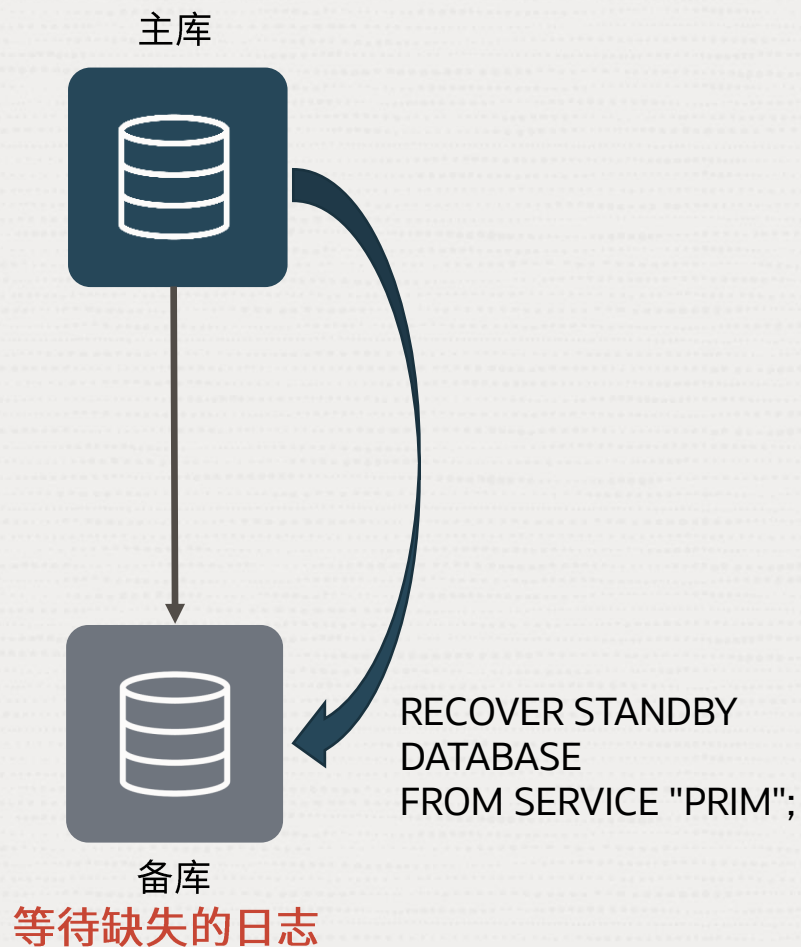 主库
RECOVER STANDBY
DATABASE
FROM SERVICE "PRIM";
备库
等待缺失的日志